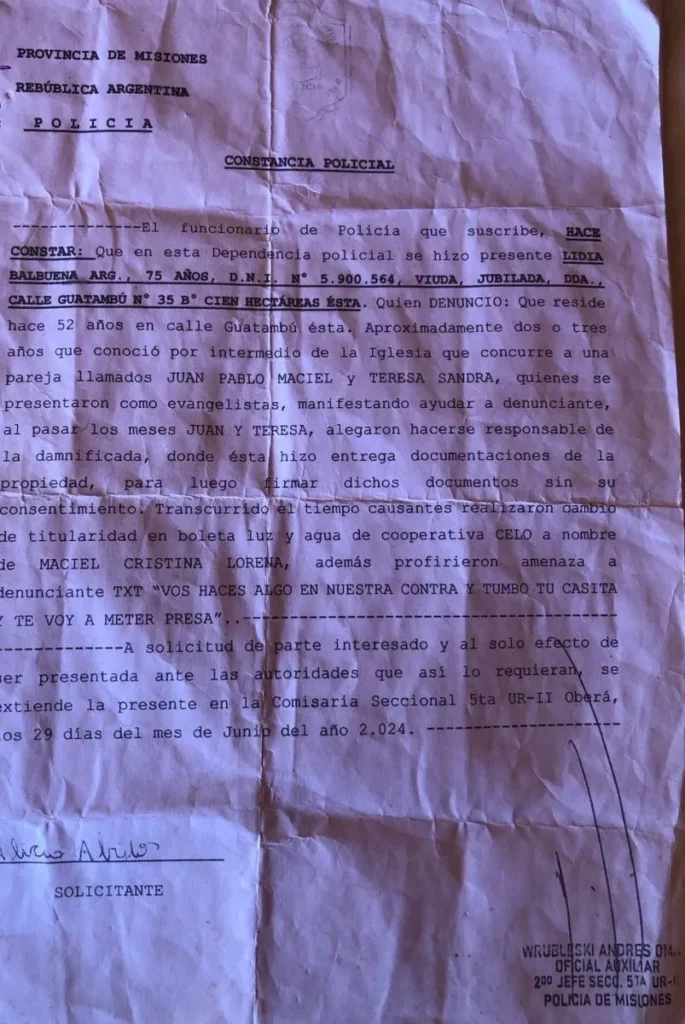 PROVINCIA DE MISIONES
REBÚBLICA ARGENTINA
P O L I C I A
CONSTANCIA POLICIAL
--------------El funcionario de Policía que suscribe, HACE
CONSTAR: Que en esta Dependencia policial se hizo presente LIDIA
BALBUENA ARG., 75 AÑOS, D.N.I. N° 5.900.564, VIUDA, JUBILADA, DDA.,
CALLE GUATAMBÚ N° 35 B° CIEN HECTÁREAS ÉSTA. Quien DENUNCIO: Que reside
hace 52 años en calle Guatambú ésta. Aproximadamente dos o tres
años que conoció por intermedio de la Iglesia que concurre a una
pareja llamados JUAN PABLO MACIEL y TERESA SANDRA, quienes se
presentaron como evangelistas, manifestando ayudar a denunciante,
al pasar los meses JUAN Y TERESA, alegaron hacerse responsable de
la damnificada, donde ésta hizo entrega documentaciones de la
propiedad, para luego firmar dichos documentos sin su
consentimiento. Transcurrido el tiempo causantes realizaron cambio
de titularidad en boleta luz y agua de cooperativa CELO a nombre
de MACIEL CRISTINA LORENA, además profirieron amenaza a
denunciante TXT "VOS HACES ALGO EN NUESTRA CONTRA Y TUMBO TU CASITA
Y TE VOY A METER PRESA"..--------------------------------
-------------A solicitud de parte interesado y al solo efecto de
ser presentada ante las autoridades que así lo requieran, se
extiende la presente en la Comisaria Seccional 5ta UR-II Oberá,
los 29 días del mes de Junio del año 2.024. ----------------
SOLICITANTE
WRUBLESKI ANDRES
OFICIAL AUXILIAR
2DO JEFE SECC. 5TA UR-II
POLICIA DE MISIONES